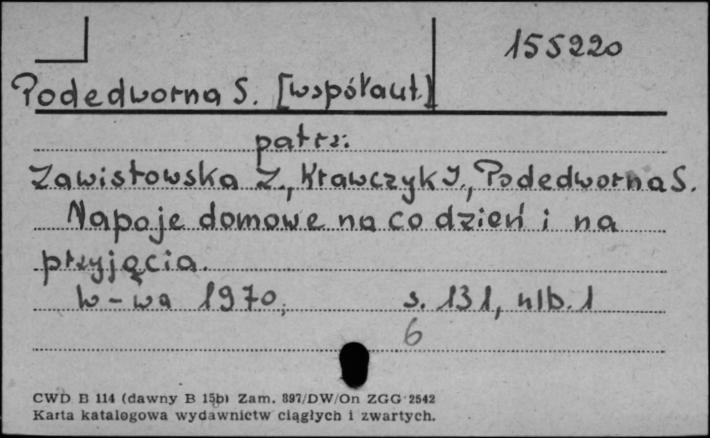 155220
Podedworna S. [współaut.]
patrz:
Zawistowska Z., Krawczyk I., Podedworna S.
Napoje domowe na co dzień i na
przyjęcia.
W-wa 1970,
s. 131, nlb. 1
6
CWD B 114 (dawny B 15b) Zam. 897/DW/On ZGG 2542
Karta katalogowa wydawnictw ciągłych i zwartych.